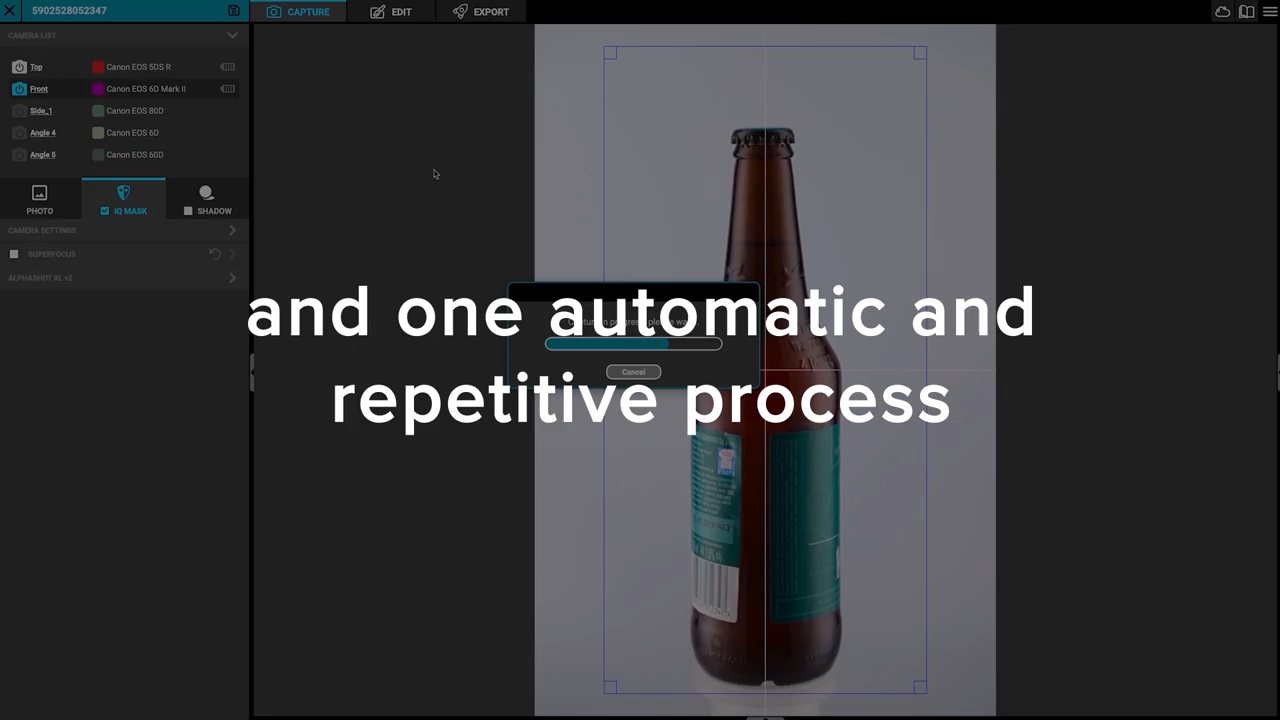 5902528052347
CAPTURE
EDIT
EXPORT
CAMERA LIST
Top
Canon EOS 5DS R
Front
Canon EOS 6D Mark II
Side_1
Canon EOS 80D
Angle 4
Canon EOS 6D
Angle 5
Canon EOS 60D
PHOTO
IQ MASK
SHADOW
CAMERA SETTINGS
SUPERFOCUS
ALPHASHOT XL v2
and one automatic and
repetitive process
Cancel